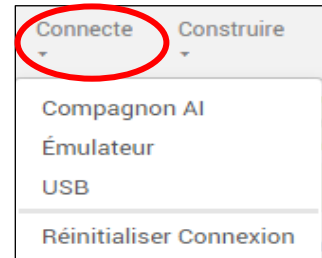 Connecte Construire
Compagnon AI
Émulateur
USB
Réinitialiser Connexion